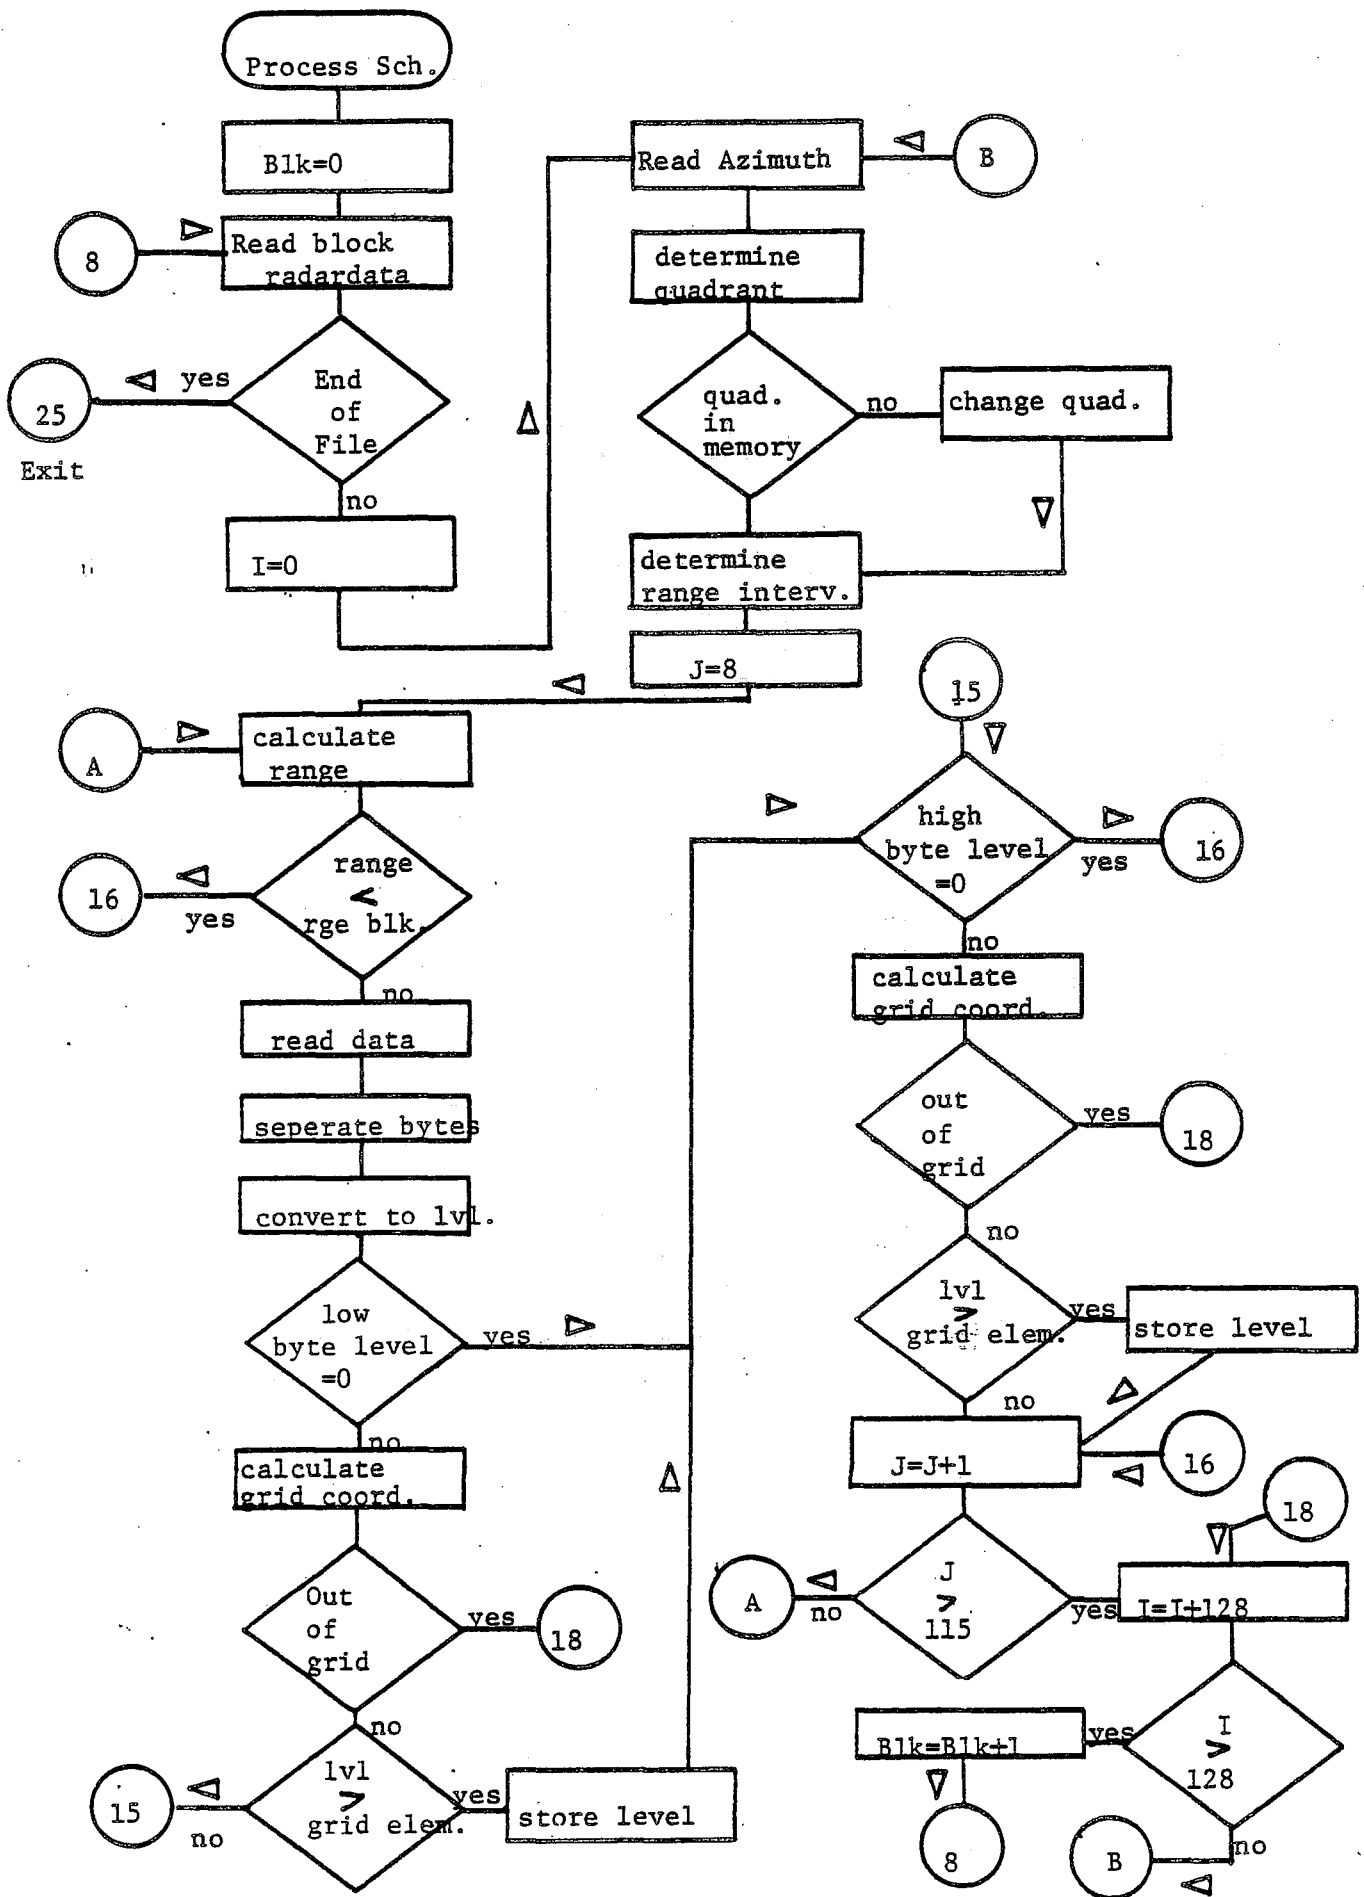 Process Sch.
Blk=0
8
Read block
radardata
End
of
File
yes
25
Exit
no
I=0
Read Azimuth
B
determine
quadrant
quad.
in
memory
no
change quad.
determine
range interv.
J=8
A
calculate
range
range
<
rge blk.
yes
16
no
read data
seperate bytes
convert to lvl.
low
byte level
=0
yes
no
calculate
grid coord.
Out
of
grid
yes
18
no
lvl
>
grid elem.
no
15
yes
store level
15
high
byte level
=0
yes
16
no
calculate
grid coord.
out
of
grid
yes
18
no
lvl
>
grid elem.
yes
store level
no
J=J+1
16
J
>
115
no
A
yes
18
I=I+128
I
>
128
yes
Blk=Blk+1
8
no
B